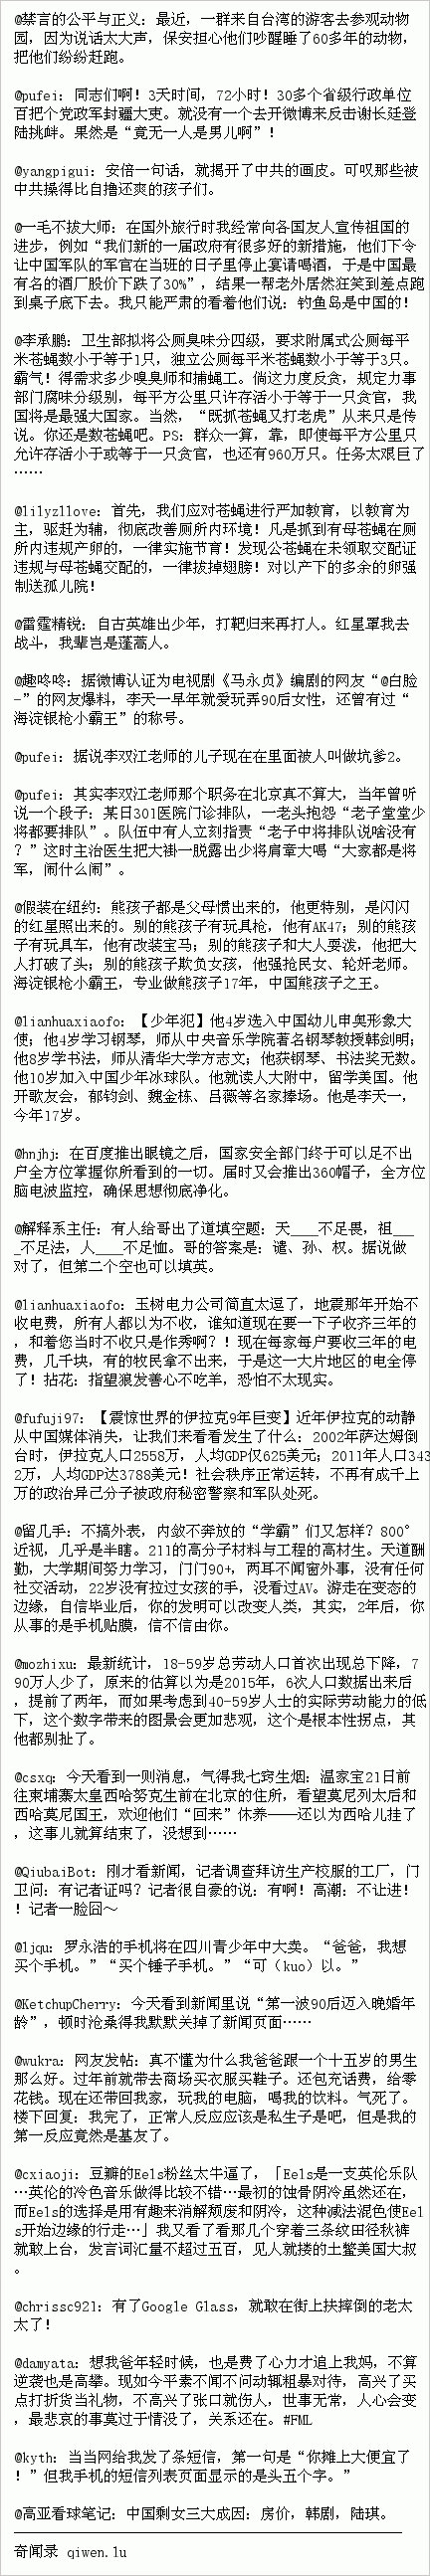 @禁言的公平与正义: 最近，一群来自台湾的游客去参观动物
园，因为说话太大声，保安担心他们吵醒睡了60多年的动物，
把他们纷纷赶跑。
@pufei: 同志们啊！3天时间，72小时！30多个省级行政单位
百把个党政军封疆大吏。就没有一个去开微博来反击谢长廷登
陆挑衅。果然是“竟无一人是男儿啊”！
@yangpigui: 安倍一句话，就揭开了中共的画皮。可叹那些被
中共操得比自撸还爽的孩子们。
@一毛不拔大师: 在国外旅行时我经常向各国友人宣传祖国的
进步，例如“我们新的一届政府有很多好的新措施，他们下令
让中国军队的军官在当班的日子里停止宴请喝酒，于是中国最
有名的酒厂股价下跌了30%”，结果一帮老外居然狂笑到差点跑
到桌子底下去。我只能严肃的看着他们说: 钓鱼岛是中国的！
@李承鹏: 卫生部拟将公厕臭味分四级，要求附属式公厕每平
米苍蝇数小于等于1只，独立公厕每平米苍蝇数小于等于3只。
霸气！得需求多少嗅臭师和捕蝇工。倘这力度反贪，规定力事
部门腐味分级别，每平方公里只许存活小于等于一只贪官，我
国将是最强大国家。当然，“既抓苍蝇又打老虎”从来只是传
说。你还是数苍蝇吧。PS: 群众一算，靠，即使每平方公里只
允许存活小于或等于一只贪官，也还有960万只。任务太艰巨了
……
@lilyzllove: 首先，我们应对苍蝇进行严加教育，以教育为
主，驱赶为辅，彻底改善厕所内环境！凡是抓到有母苍蝇在厕
所内违规产卵的，一律实施节育！发现公苍蝇在未领取交配证
违规与母苍蝇交配的，一律拔掉翅膀！对以产下的多余的卵强
制送孤儿院！
@雷霆精锐: 自古英雄出少年，打靶归来再打人。红星罩我去
战斗，我辈岂是蓬蒿人。
@趣咚咚: 据微博认证为电视剧《马永贞》编剧的网友“@白脸
-”的网友爆料，李天一早年就爱玩弄90后女性，还曾有过“
海淀银枪小霸王”的称号。
@pufei: 据说李双江老师的儿子现在在里面被人叫做坑爹2。
@pufei: 其实李双江老师那个职务在北京真不算大，当年曾听
说一个段子: 某日301医院门诊排队，一老头抱怨“老子堂堂少
将都要排队”。队伍中有人立刻指责“老子中将排队说啥没有
？”这时主治医生把大褂一脱露出少将肩章大喝“大家都是将
军，闹什么闹”。
@假装在纽约: 熊孩子都是父母惯出来的，他更特别，是闪闪
的红星照出来的。别的熊孩子有玩具枪，他有AK47；别的熊孩
子有玩具车，他有改装宝马；别的熊孩子和大人耍泼，他把大
人打破了头；别的熊孩子欺负女孩，他强抢民女、轮奸老师。
海淀银枪小霸王，专业做熊孩子17年，中国熊孩子之王。
@lianhuaxiaofo: 【少年犯】他4岁选入中国幼儿申奥形象大
使；他4岁学习钢琴，师从中央音乐学院著名钢琴教授韩剑明；
他8岁学书法，师从清华大学方志文；他获钢琴、书法奖无数。
他10岁加入中国少年冰球队。他就读人大附中，留学美国。他
开歌友会，郁钧剑、魏金栋、吕薇等名家捧场。他是李天一，
今年17岁。
@hnjhj: 在百度推出眼镜之后，国家安全部门终于可以足不出
户全方位掌握你所看到的一切。届时又会推出360帽子，全方位
脑电波监控，确保思想彻底净化。
@解释系主任: 有人给哥出了道填空题: 天____不足畏，祖___
_不足法，人____不足恤。哥的答案是: 谴、孙、权。据说做
对了，但第二个空也可以填英。
@lianhuaxiaofo: 玉树电力公司简直太逗了，地震那年开始不
收电费，所有人都以为不收，谁知道现在要一下子收齐三年的
，和着您当时不收只是作秀啊？！现在每家每户要收三年的电
费，几千块，有的牧民拿不出来，于是这一大片地区的电全停
了！拈花: 指望狼发善心不吃羊，恐怕不太现实。
@fufuji97: 【震惊世界的伊拉克9年巨变】近年伊拉克的动静
从中国媒体消失，让我们来看看发生了什么: 2002年萨达姆倒
台时，伊拉克人口2558万，人均GDP仅625美元；2011年人口343
2万，人均GDP达3788美元！社会秩序正常运转，不再有成千上
万的政治异己分子被政府秘密警察和军队处死。
@留几手: 不搞外表，内敛不奔放的“学霸”们又怎样？800°
近视，几乎是半瞎。211的高分子材料与工程的高材生。天道酬
勤，大学期间努力学习，门门90+，两耳不闻窗外事，没有任何
社交活动，22岁没有拉过女孩的手，没看过AV。游走在变态的
边缘，自信毕业后，你的发明可以改变人类，其实，2年后，你
从事的是手机贴膜，信不信由你。
@mozhixu: 最新统计，18-59岁总劳动人口首次出现总下降，7
90万人少了，原来的估算以为是2015年，6次人口数据出来后
，提前了两年，而如果考虑到40-59岁人士的实际劳动能力的低
下，这个数字带来的图景会更加悲观，这个是根本性拐点，其
他都别扯了。
@csxq: 今天看到一则消息，气得我七窍生烟: 温家宝21日前
往柬埔寨太皇西哈努克生前在北京的住所，看望莫尼列太后和
西哈莫尼国王，欢迎他们“回来”休养——还以为西哈儿挂了
，这事儿就算结束了，没想到……
@QiubaiBot: 刚才看新闻，记者调查拜访生产校服的工厂，门
卫问: 有记者证吗？记者很自豪的说: 有啊！高潮: 不让进！
！记者一脸囧～
@ljqu: 罗永浩的手机将在四川青少年中大卖。“爸爸，我想
买个手机。”“买个锤子手机。”“可（kuo）以。”
@KetchupCherry: 今天看到新闻里说“第一波90后迈入晚婚年
龄”，顿时沧桑得我默默关掉了新闻页面……
@wukra: 网友发帖: 真不懂为什么我爸爸跟一个十五岁的男生
那么好。过年前就带去商场买衣服买鞋子。还包充话费，给零
花钱。现在还带回我家，玩我的电脑，喝我的饮料。气死了。
楼下回复: 我完了，正常人反应应该是私生子是吧，但是我的
第一反应竟然是基友了。
@cxiaoji: 豆瓣的Eels粉丝太牛逼了，「Eels是一支英伦乐队
…英伦的冷色音乐做得比较不错…最初的蚀骨阴冷虽然还在，
而Eels的选择是用有趣来消解颓废和阴冷，这种减法混色使Eel
s开始边缘的行走…」我又看了看那几个穿着三条纹田径秋裤
就敢上台，发言词汇量不超过五百，见人就搂的土鳖美国大叔
。
@chrissc921: 有了Google Glass，就敢在街上扶摔倒的老太
太了！
@damyata: 想我爸年轻时候，也是费了心力才追上我妈，不算
逆袭也是高攀。现如今平素不闻不问动辄粗暴对待，高兴了买
点打折货当礼物，不高兴了张口就伤人，世事无常，人心会变
，最悲哀的事莫过于情没了，关系还在。#FML
@kyth: 当当网给我发了条短信，第一句是“你摊上大便宜了
！”但我手机的短信列表页面显示的是头五个字。”
@高亚看球笔记: 中国剩女三大成因: 房价，韩剧，陆琪。
奇闻录 qiwen.lu